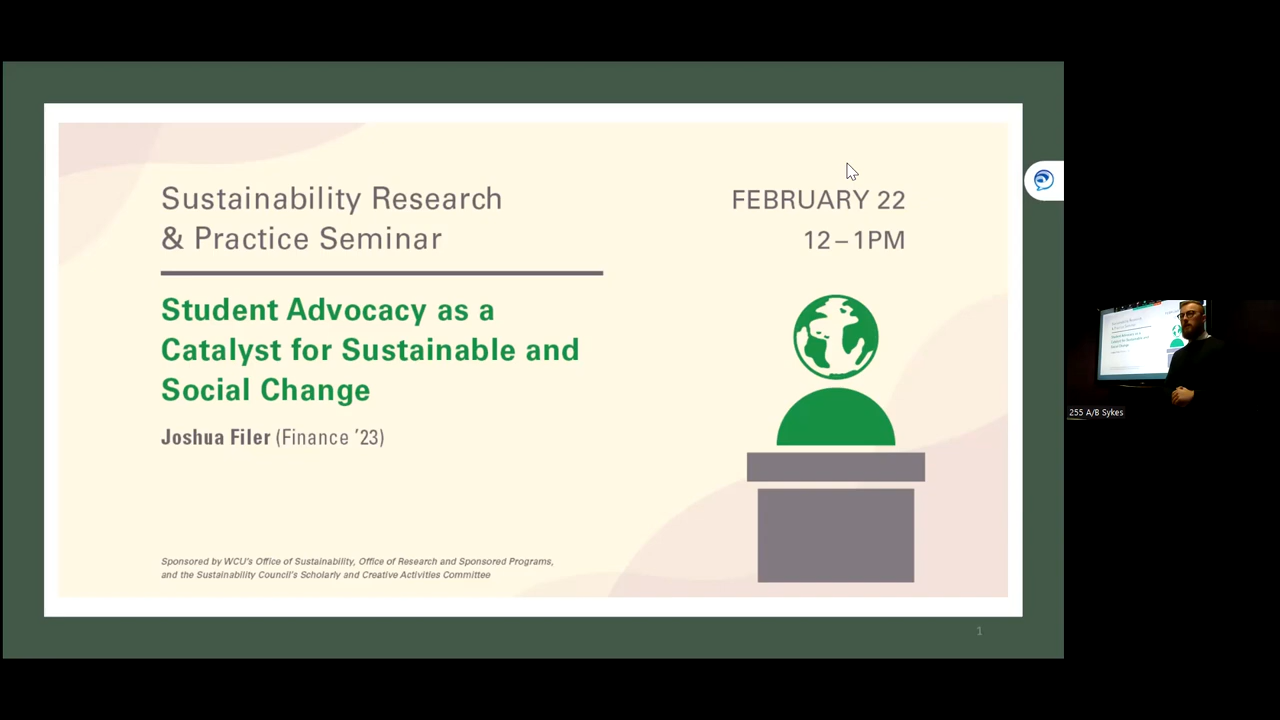 Sustainability Research
& Practice Seminar
FEBRUARY 22
12–1PM
Student Advocacy as a
Catalyst for Sustainable and
Social Change
Joshua Filer (Finance ’23)
Sponsored by WCU's Office of Sustainability, Office of Research and Sponsored Programs,
and the Sustainability Council's Scholarly and Creative Activities Committee
1
255 A/B Sykes